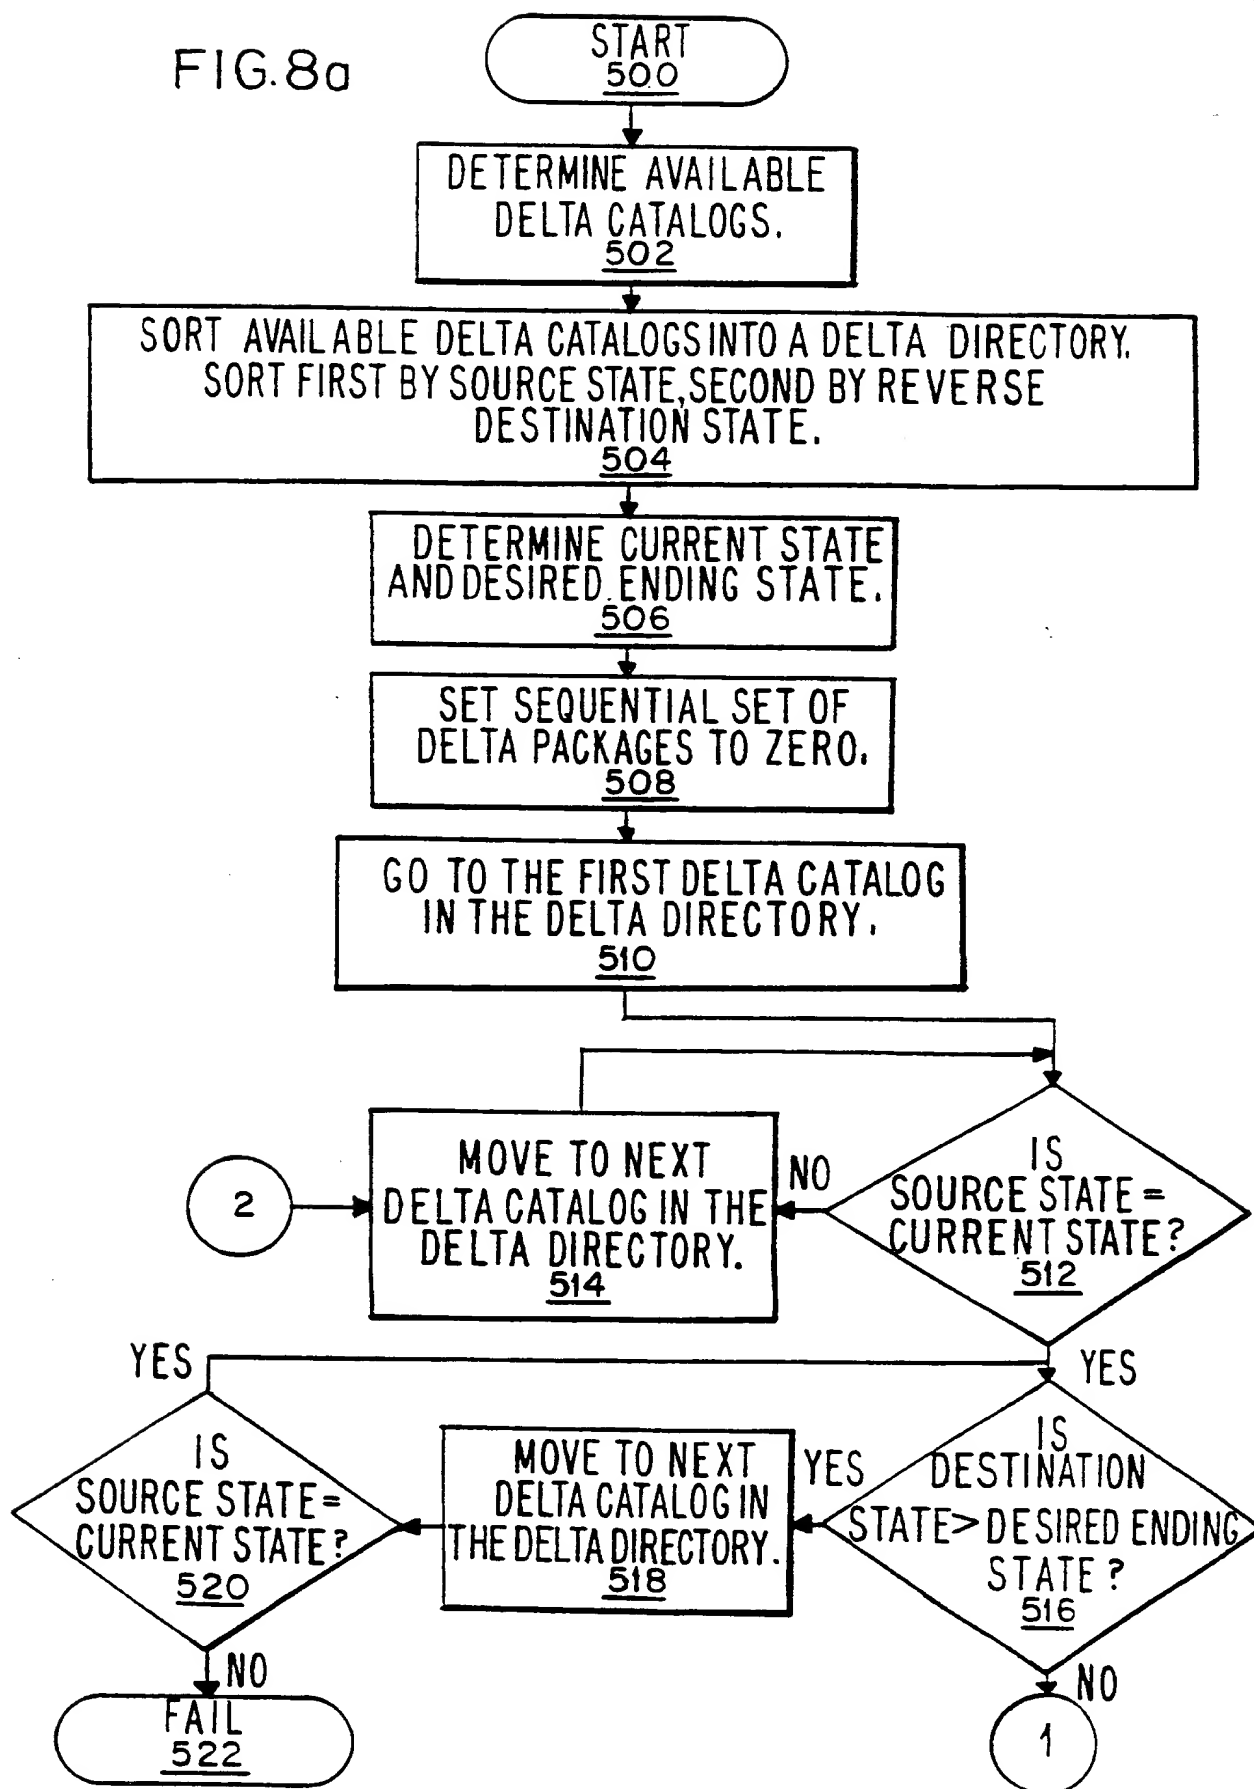 FIG.8a
START
500
DETERMINE AVAILABLE
DELTA CATALOGS.
502
SORT AVAILABLE DELTA CATALOGS INTO A DELTA DIRECTORY.
SORT FIRST BY SOURCE STATE, SECOND BY REVERSE
DESTINATION STATE.
504
DETERMINE CURRENT STATE
AND DESIRED ENDING STATE.
506
SET SEQUENTIAL SET OF
DELTA PACKAGES TO ZERO.
508
GO TO THE FIRST DELTA CATALOG
IN THE DELTA DIRECTORY.
510
2
MOVE TO NEXT
DELTA CATALOG IN THE
DELTA DIRECTORY.
514
NO
IS
SOURCE STATE =
CURRENT STATE?
512
YES
YES
IS
SOURCE STATE =
CURRENT STATE?
520
MOVE TO NEXT
DELTA CATALOG IN
THE DELTA DIRECTORY.
518
YES
IS
DESTINATION
STATE > DESIRED ENDING
STATE?
516
NO
FAIL
522
NO
1